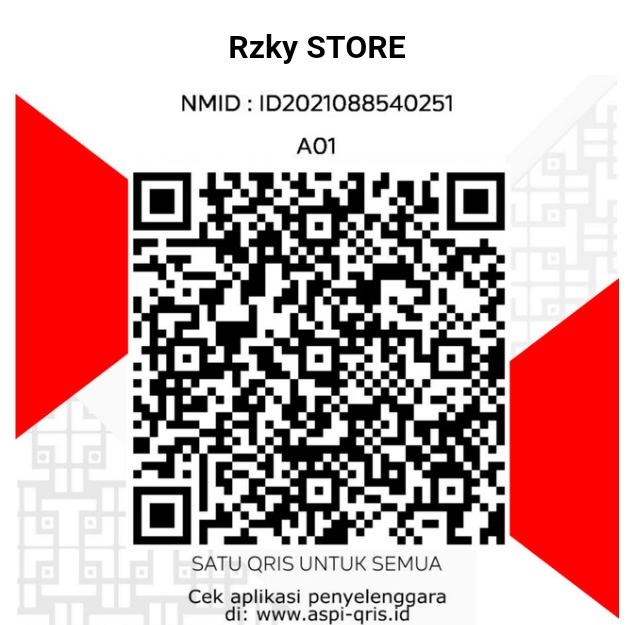 Rzky STORE
NMID : ID2021088540251
A01
SATU QRIS UNTUK SEMUA
Cek aplikasi penyelenggara
di: www.aspi-qris.id